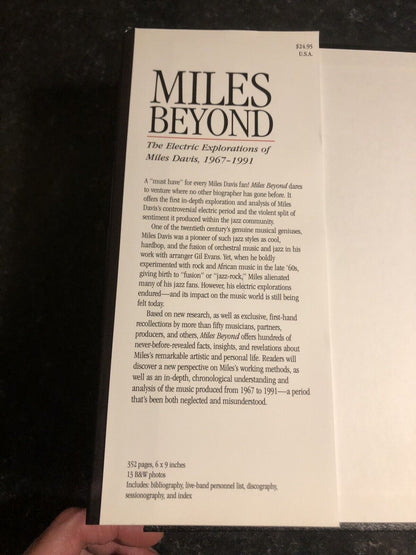 $24.95
U.S.A.
MILES
BEYOND
The Electric Explorations of
Miles Davis, 1967–1991
A “must have” for every Miles Davis fan! Miles Beyond dares
to venture where no other biographer has gone before. It
offers the first in-depth exploration and analysis of Miles
Davis’s controversial electric period and the violent split of
sentiment it produced within the jazz community.
One of the twentieth century’s genuine musical geniuses,
Miles Davis was a pioneer of such jazz styles as cool,
hardbop, and the fusion of orchestral music and jazz in his
work with arranger Gil Evans. Yet, when he boldly
experimented with rock and African music in the late ’60s,
giving birth to “fusion” or “jazz-rock,” Miles alienated
many of his jazz fans. However, his electric explorations
endured—and its impact on the music world is still being
felt today.
Based on new research, as well as exclusive, first-hand
recollections by more than fifty musicians, partners,
producers, and others, Miles Beyond offers hundreds of
never-before-revealed facts, insights, and revelations about
Miles’s remarkable artistic and personal life. Readers will
discover a new perspective on Miles’s working methods, as
well as an in-depth, chronological understanding and
analysis of the music produced from 1967 to 1991—a period
that’s been both neglected and misunderstood.
352 pages, 6 x 9 inches
13 B&W photos
Includes: bibliography, live-band personnel list, discography,
sessionography, and index